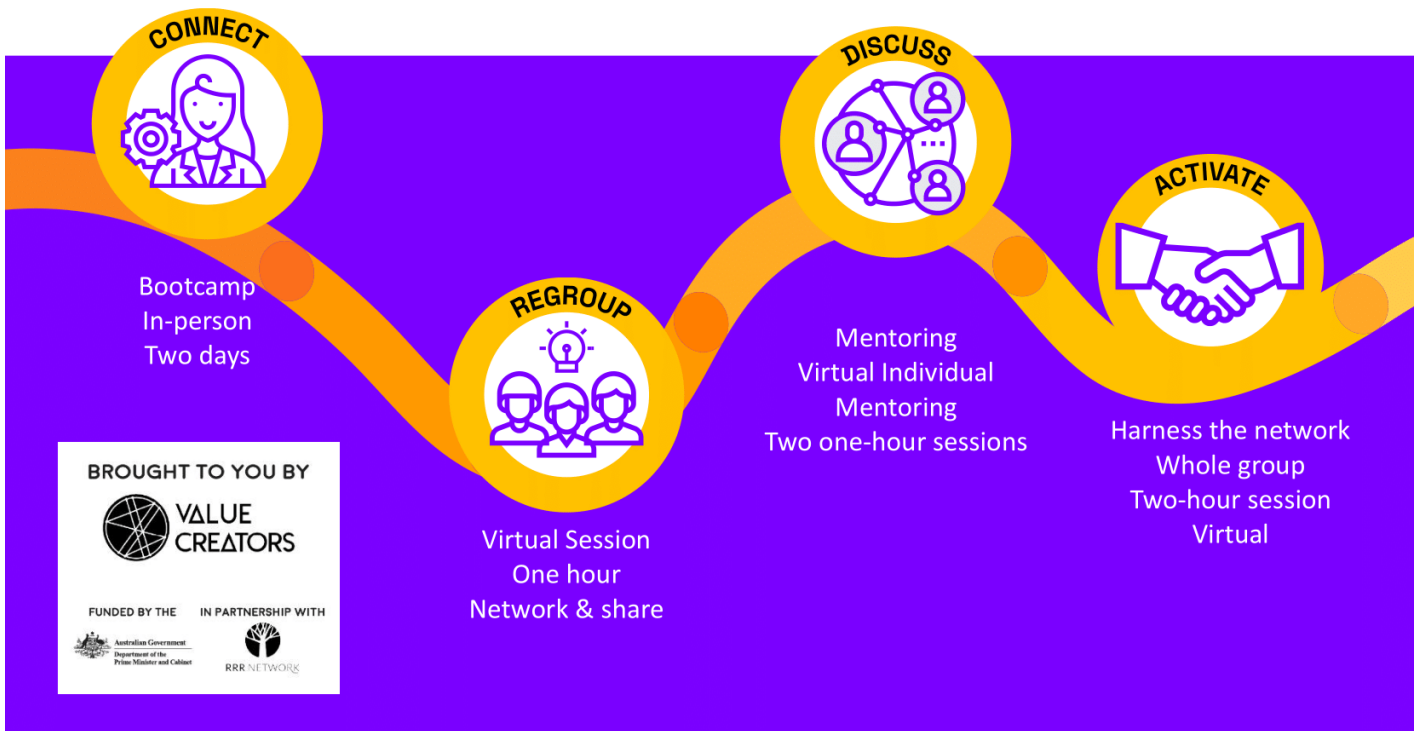 CONNECT
Bootcamp
In-person
Two days
REGROUP
Virtual Session
One hour
Network & share
DISCUSS
Mentoring
Virtual Individual
Mentoring
Two one-hour sessions
ACTIVATE
Harness the network
Whole group
Two-hour session
Virtual
BROUGHT TO YOU BY
VALUE
CREATORS
FUNDED BY THE
Australian Government
Department of the
Prime Minister and Cabinet
IN PARTNERSHIP WITH
RRR NETWORK